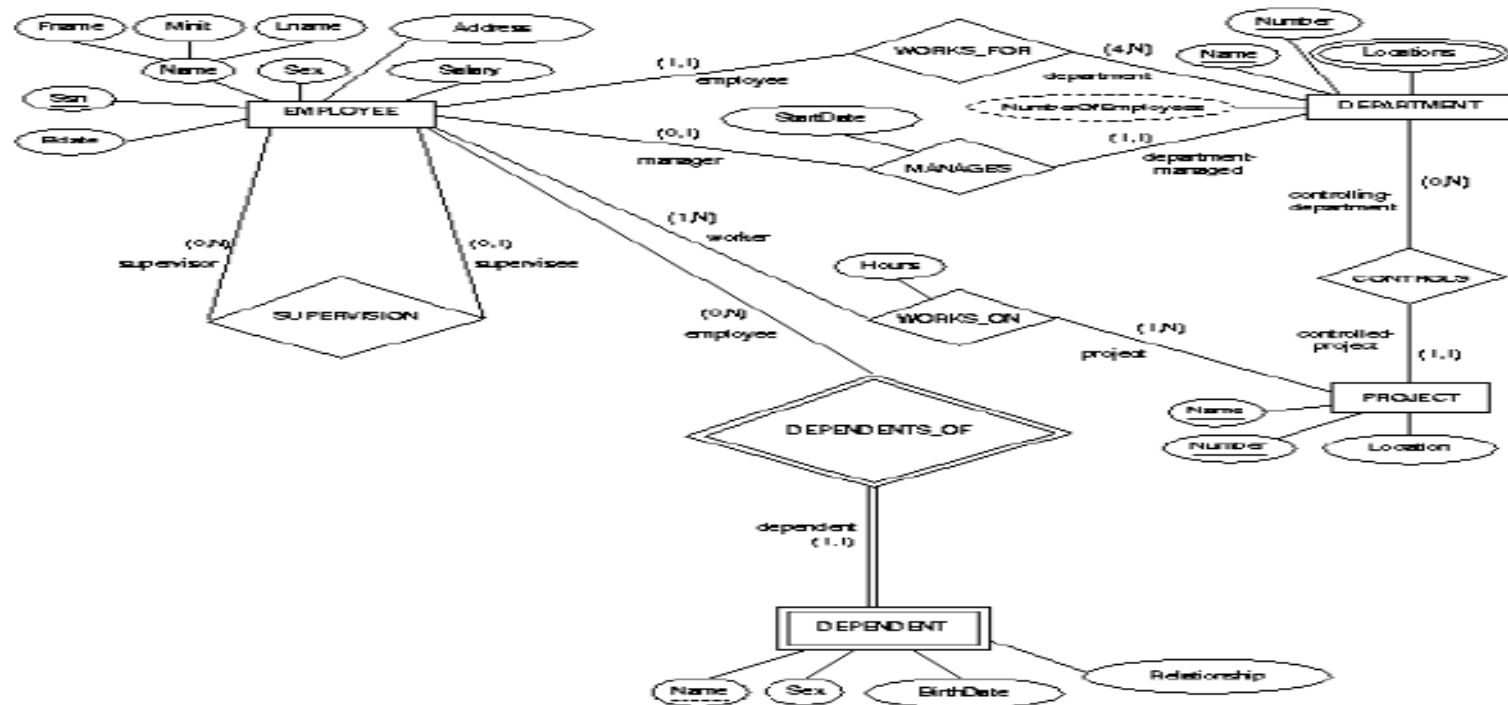 Fname
Minit
Lname
Address
Number
Name
Sex
Salary
WORKS_FOR
Name
Locations
(1,1)
employee
(4,N)
department
Ssn
EMPLOYEE
NumberOfEmployees
DEPARTMENT
StartDate
Bdate
(0,1)
manager
MANAGES
(1,1)
department-
managed
(0,N)
controlling-
department
(1,N)
worker
(0,N)
supervisor
(0,1)
supervisee
Hours
CONTROLS
SUPERVISION
WORKS_ON
(0,N)
employee
(1,N)
project
controlled-
project
(1,1)
PROJECT
Name
Number
Location
DEPENDENTS_OF
dependent
(1,1)
DEPENDENT
Name
Sex
BirthDate
Relationship